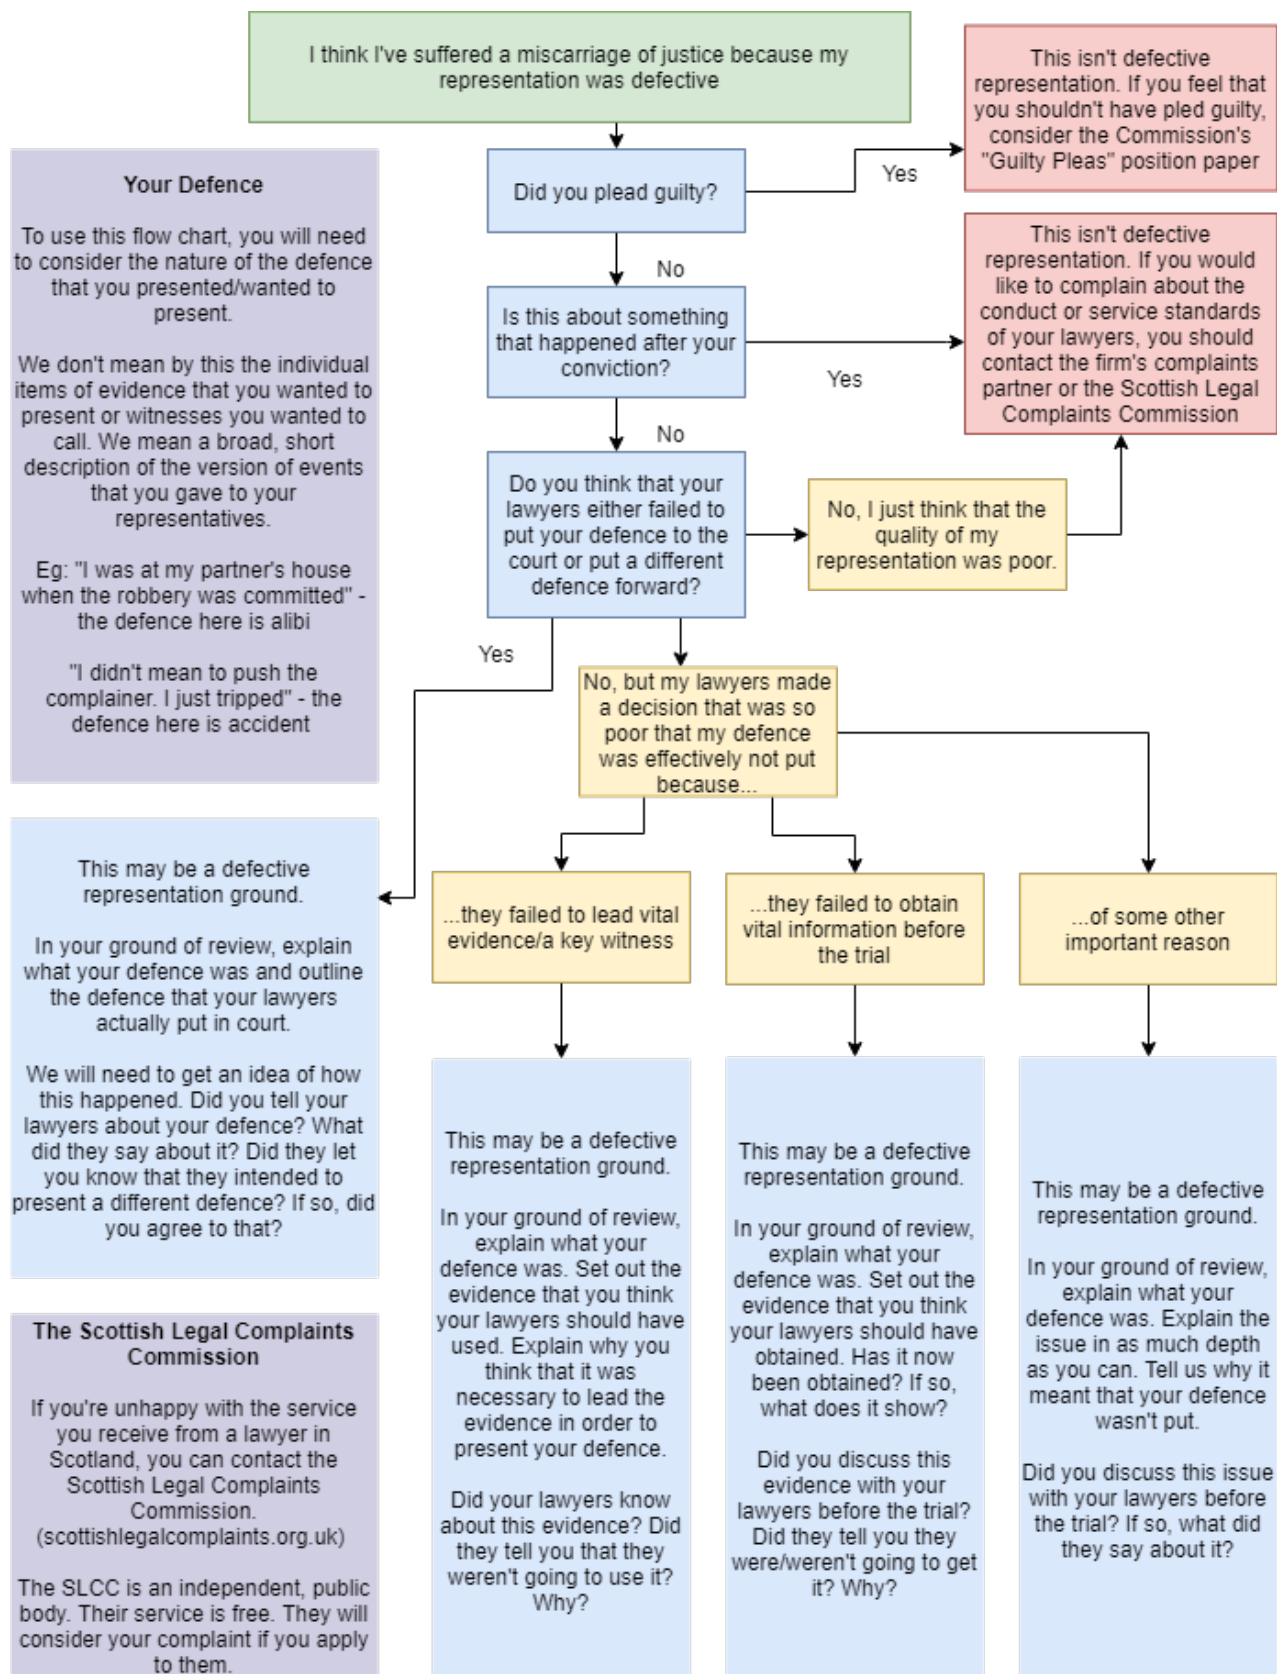 I think I've suffered a miscarriage of justice because my
representation was defective
This isn't defective
representation. If you feel that
you shouldn't have pled guilty,
consider the Commission's
"Guilty Pleas" position paper
Did you plead guilty?
Yes
No
Your Defence
To use this flow chart, you will need
to consider the nature of the defence
that you presented/wanted to
present.
We don't mean by this the individual
items of evidence that you wanted to
present or witnesses you wanted to
call. We mean a broad, short
description of the version of events
that you gave to your
representatives.
Eg: "I was at my partner's house
when the robbery was committed" -
the defence here is alibi
"I didn't mean to push the
complainer. I just tripped" - the
defence here is accident
Is this about something
that happened after your
conviction?
Yes
No
This isn't defective
representation. If you would
like to complain about the
conduct or service standards
of your lawyers, you should
contact the firm's complaints
partner or the Scottish Legal
Complaints Commission
Do you think that your
lawyers either failed to
put your defence to the
court or put a different
defence forward?
No, I just think that the
quality of my
representation was poor.
Yes
No, but my lawyers made
a decision that was so
poor that my defence
was effectively not put
because...
This may be a defective
representation ground.
In your ground of review, explain
what your defence was and outline
the defence that your lawyers
actually put in court.
We will need to get an idea of how
this happened. Did you tell your
lawyers about your defence? What
did they say about it? Did they let
you know that they intended to
present a different defence? If so, did
you agree to that?
...they failed to lead vital
evidence/a key witness
...they failed to obtain
vital information before
the trial
...of some other
important reason
This may be a defective
representation ground.
In your ground of review,
explain what your
defence was. Set out the
evidence that you think
your lawyers should have
used. Explain why you
think that it was
necessary to lead the
evidence in order to
present your defence.
Did your lawyers know
about this evidence? Did
they tell you that they
weren't going to use it?
Why?
This may be a defective
representation ground.
In your ground of review,
explain what your
defence was. Set out the
evidence that you think
your lawyers should have
obtained. Has it now
been obtained? If so,
what does it show?
Did you discuss this
evidence with your
lawyers before the trial?
Did they tell you they
were/weren't going to get
it? Why?
This may be a defective
representation ground.
In your ground of review,
explain what your
defence was. Explain the
issue in as much depth
as you can. Tell us why it
meant that your defence
wasn't put.
Did you discuss this issue
with your lawyers before
the trial? If so, what did
they say about it?
The Scottish Legal Complaints
Commission
If you're unhappy with the service
you receive from a lawyer in
Scotland, you can contact the
Scottish Legal Complaints
Commission.
(scottishlegalcomplaints.org.uk)
The SLCC is an independent, public
body. Their service is free. They will
consider your complaint if you apply
to them.